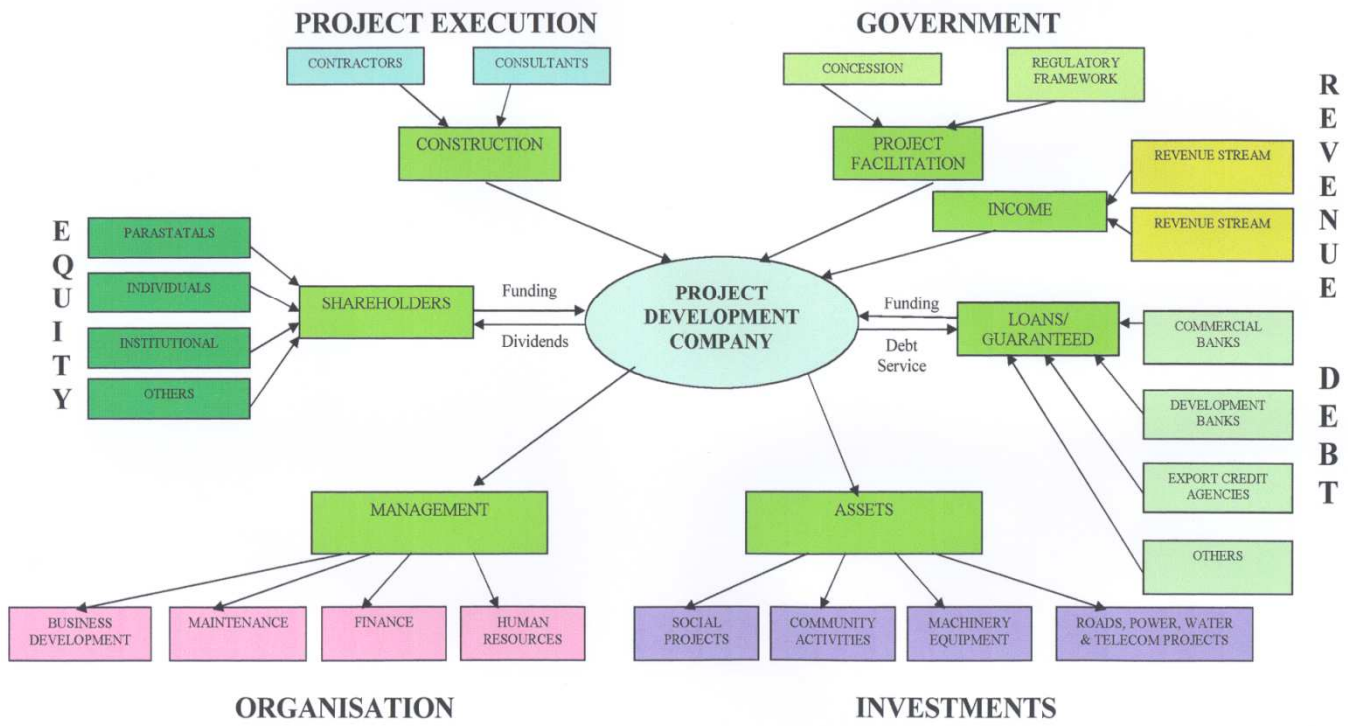 PROJECT EXECUTION
GOVERNMENT
CONTRACTORS
CONSULTANTS
CONCESSION
REGULATORY
FRAMEWORK
CONSTRUCTION
PROJECT
FACILITATION
REVENUE
REVENUE STREAM
REVENUE STREAM
INCOME
EQUITY
PARASTATALS
INDIVIDUALS
INSTITUTIONAL
OTHERS
SHAREHOLDERS
Funding
Dividends
PROJECT
DEVELOPMENT
COMPANY
Funding
Debt
Service
LOANS/
GUARANTEED
COMMERCIAL
BANKS
DEVELOPMENT
BANKS
EXPORT CREDIT
AGENCIES
OTHERS
DEBT
MANAGEMENT
ASSETS
BUSINESS
DEVELOPMENT
MAINTENANCE
FINANCE
HUMAN
RESOURCES
SOCIAL
PROJECTS
COMMUNITY
ACTIVITIES
MACHINERY
EQUIPMENT
ROADS, POWER, WATER
& TELECOM PROJECTS
ORGANISATION
INVESTMENTS